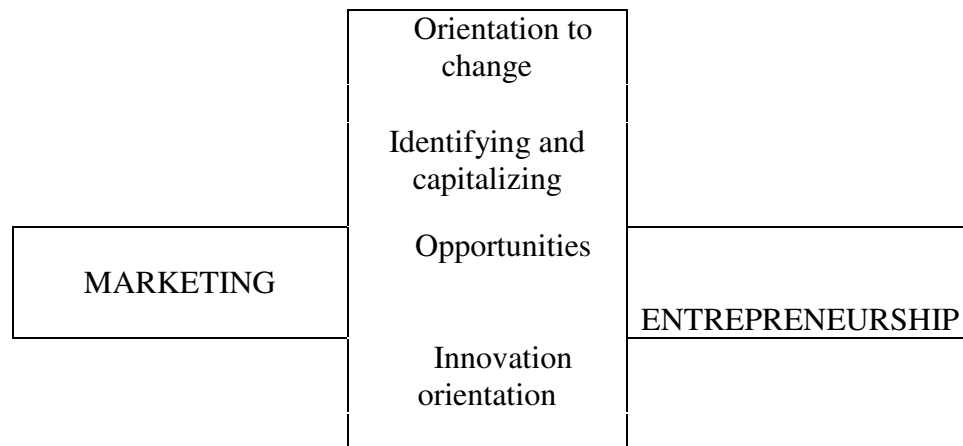 Orientation to
change
Identifying and
capitalizing
Opportunities
MARKETING
ENTREPRENEURSHIP
Innovation
orientation